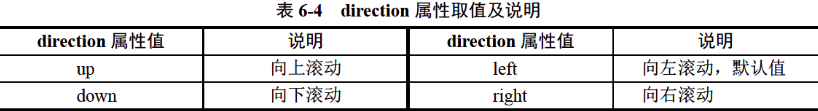 表 6-4 direction 属性取值及说明
direction 属性值 说明 direction 属性值 说明
up 向上滚动 left 向左滚动，默认值
down 向下滚动 right 向右滚动